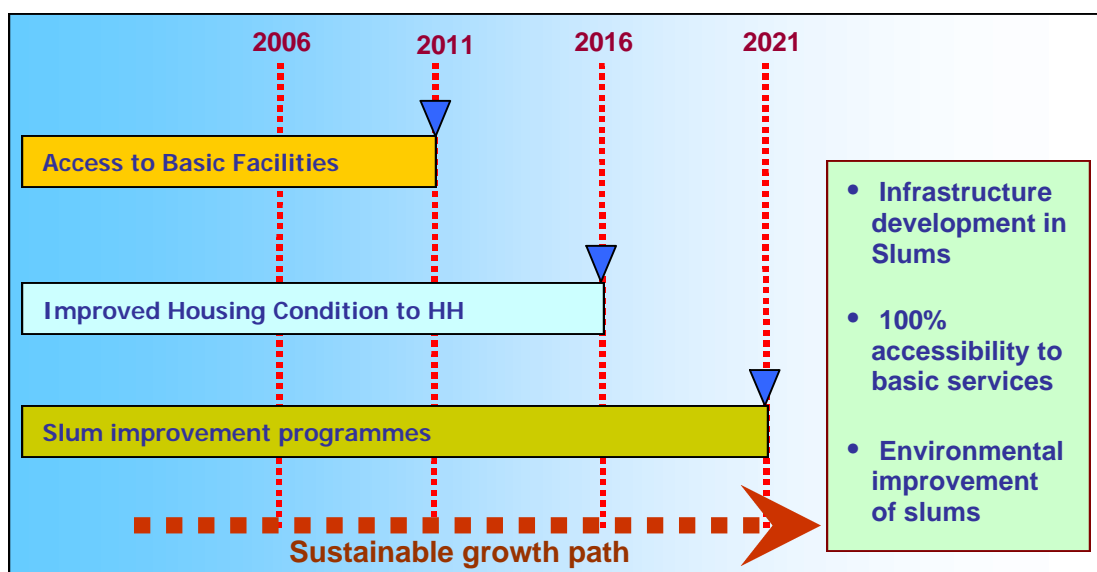 2006 2011 2016 2021
Access to Basic Facilities
Improved Housing Condition to HH
Slum improvement programmes
Sustainable growth path
• Infrastructure
development in
Slums
• 100%
accessibility to
basic services
• Environmental
improvement
of slums